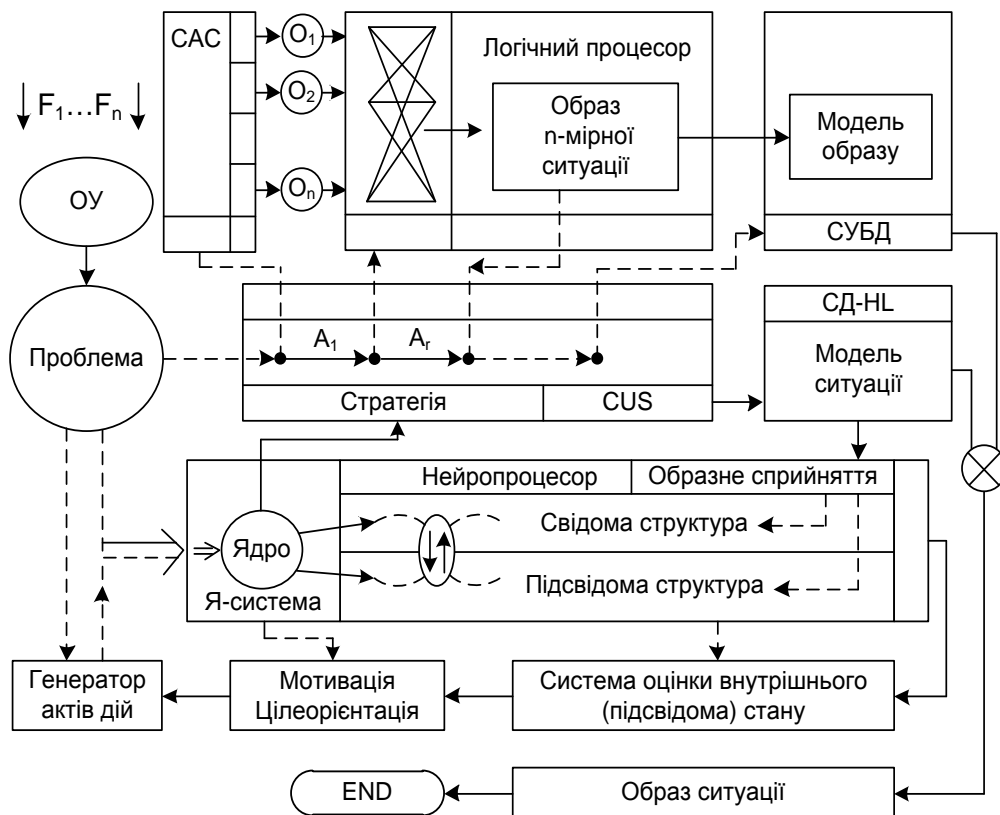 САС
O1
O2
On
F1...Fn
ОУ
Логічний процесор
Образ
n-мірної
ситуації
Модель
образу
СУБД
Проблема
A1
Ar
Стратегія
CUS
СД-HL
Модель
ситуації
Нейропроцесор
Образне сприйняття
Ядро
Я-система
Свідома структура
Підсвідома структура
Генератор
актів дій
Мотивація
Цілеорієнтація
Система оцінки внутрішнього
(підсвідома) стану
END
Образ ситуації